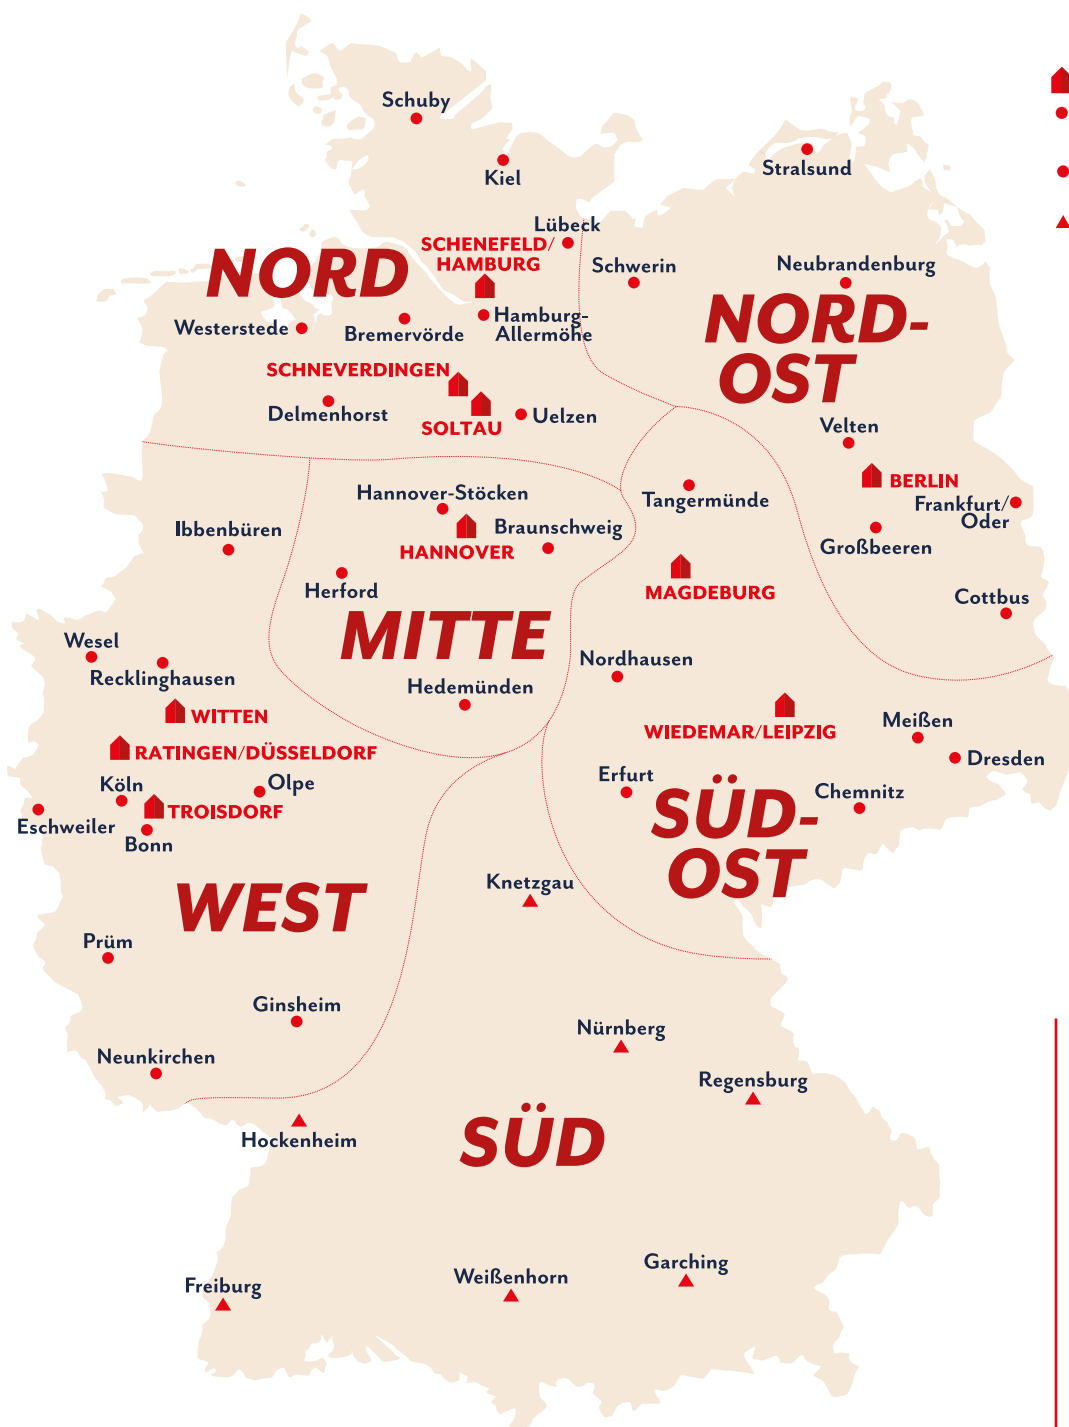 Schuby
Kiel
Stralsund
Lübeck
SCHENEFELD/
HAMBURG
NORD
Schwerin
Neubrandenburg
NORD-
OST
Westerstede
Bremervörde
Hamburg-
Allermöhe
SCHNEVERDINGEN
Delmenhorst
SOLTAU
Uelzen
Velten
BERLIN
Hannover-Stöcken
Tangermünde
Frankfurt/
Oder
Ibbenbüren
Braunschweig
HANNOVER
Großbeeren
Herford
MAGDEBURG
Cottbus
MITTE
Wesel
Recklinghausen
Nordhausen
Hedemünden
WITTEN
WIEDEMAR/LEIPZIG
Meißen
RATINGEN/DÜSSELDORF
Dresden
Köln
Olpe
Erfurt
Chemnitz
TROISDORF
Eschweiler
Bonn
SÜD-
OST
Knetzgau
WEST
Prüm
Ginsheim
Nürnberg
Neunkirchen
Regensburg
Hockenheim
SÜD
Garching
Weißenhorn
Freiburg